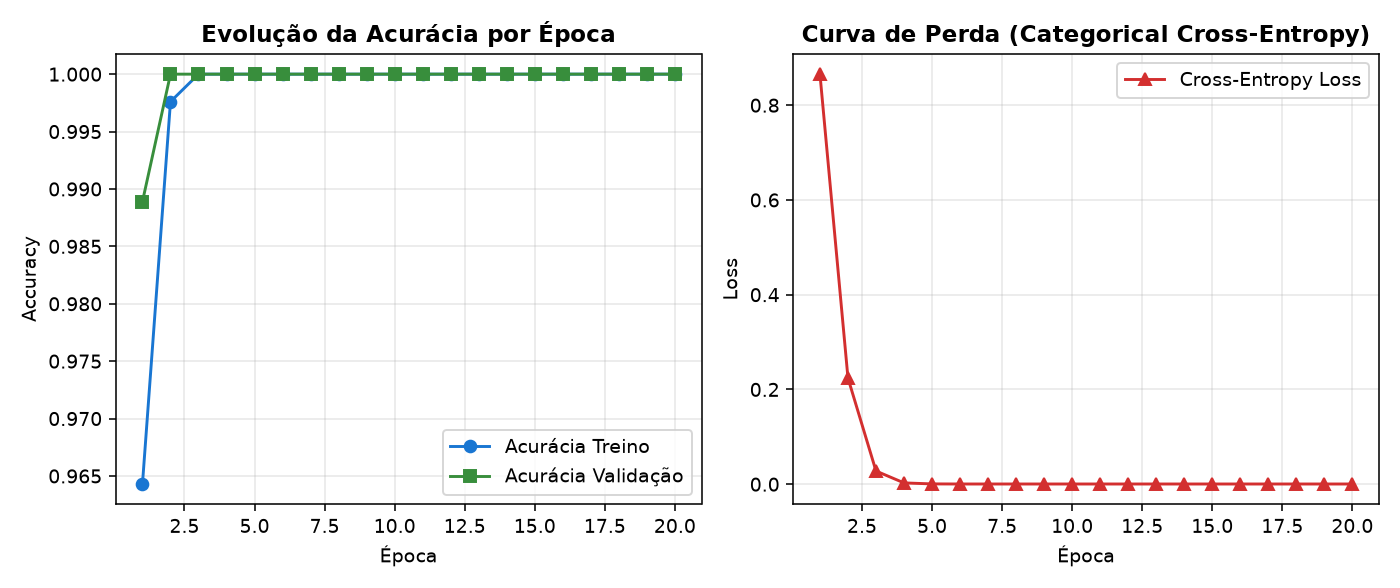 Evolução da Acurácia por Época
1.000
0.995
0.990
0.985
0.980
0.975
0.970
0.965
Accuracy
Acurácia Treino
Acurácia Validação
2.5 5.0 7.5 10.0 12.5 15.0 17.5 20.0
Época
Curva de Perda (Categorical Cross-Entropy)
Cross-Entropy Loss
0.8
0.6
0.4
0.2
0.0
Loss
2.5 5.0 7.5 10.0 12.5 15.0 17.5 20.0
Época